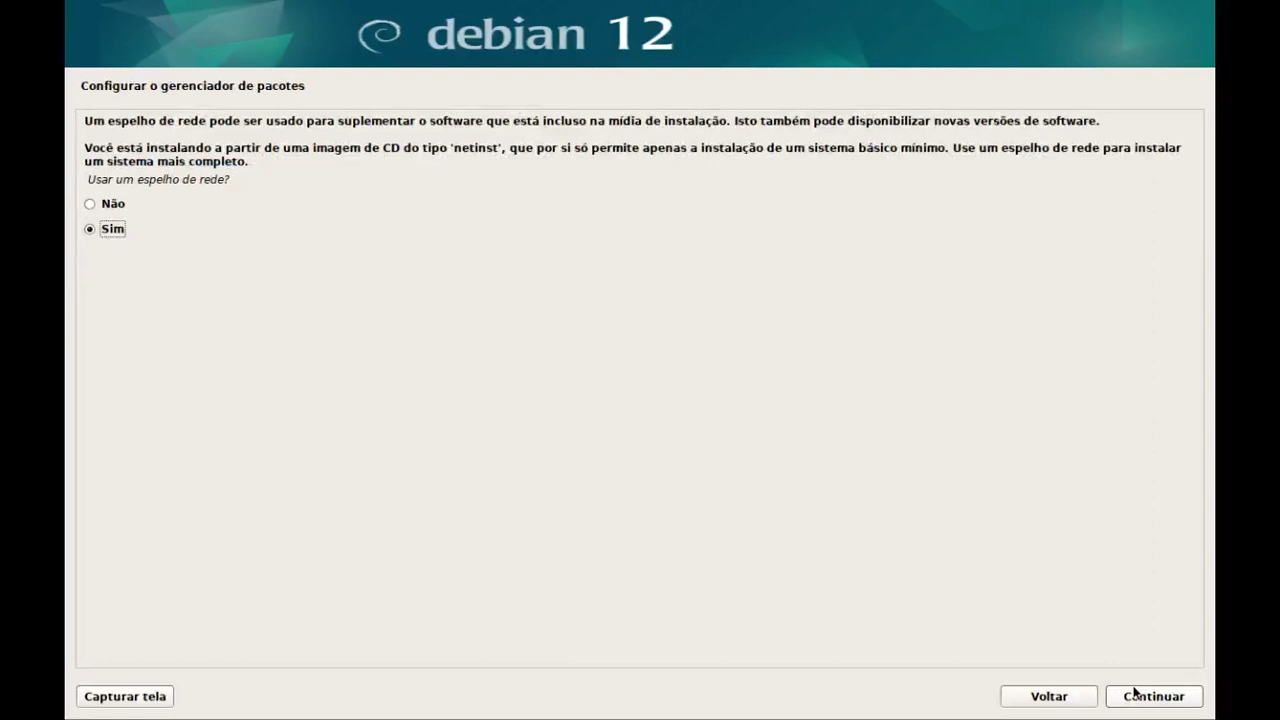 debian 12
Configurar o gerenciador de pacotes
Um espelho de rede pode ser usado para suplementar o software que está incluso na mídia de instalação. Isto também pode disponibilizar novas versões de software.
Você está instalando a partir de uma imagem de CD do tipo 'netinst', que por si só permite apenas a instalação de um sistema básico mínimo. Use um espelho de rede para instalar
um sistema mais completo.
Usar um espelho de rede?
Não
Sim
Capturar tela
Voltar
Continuar